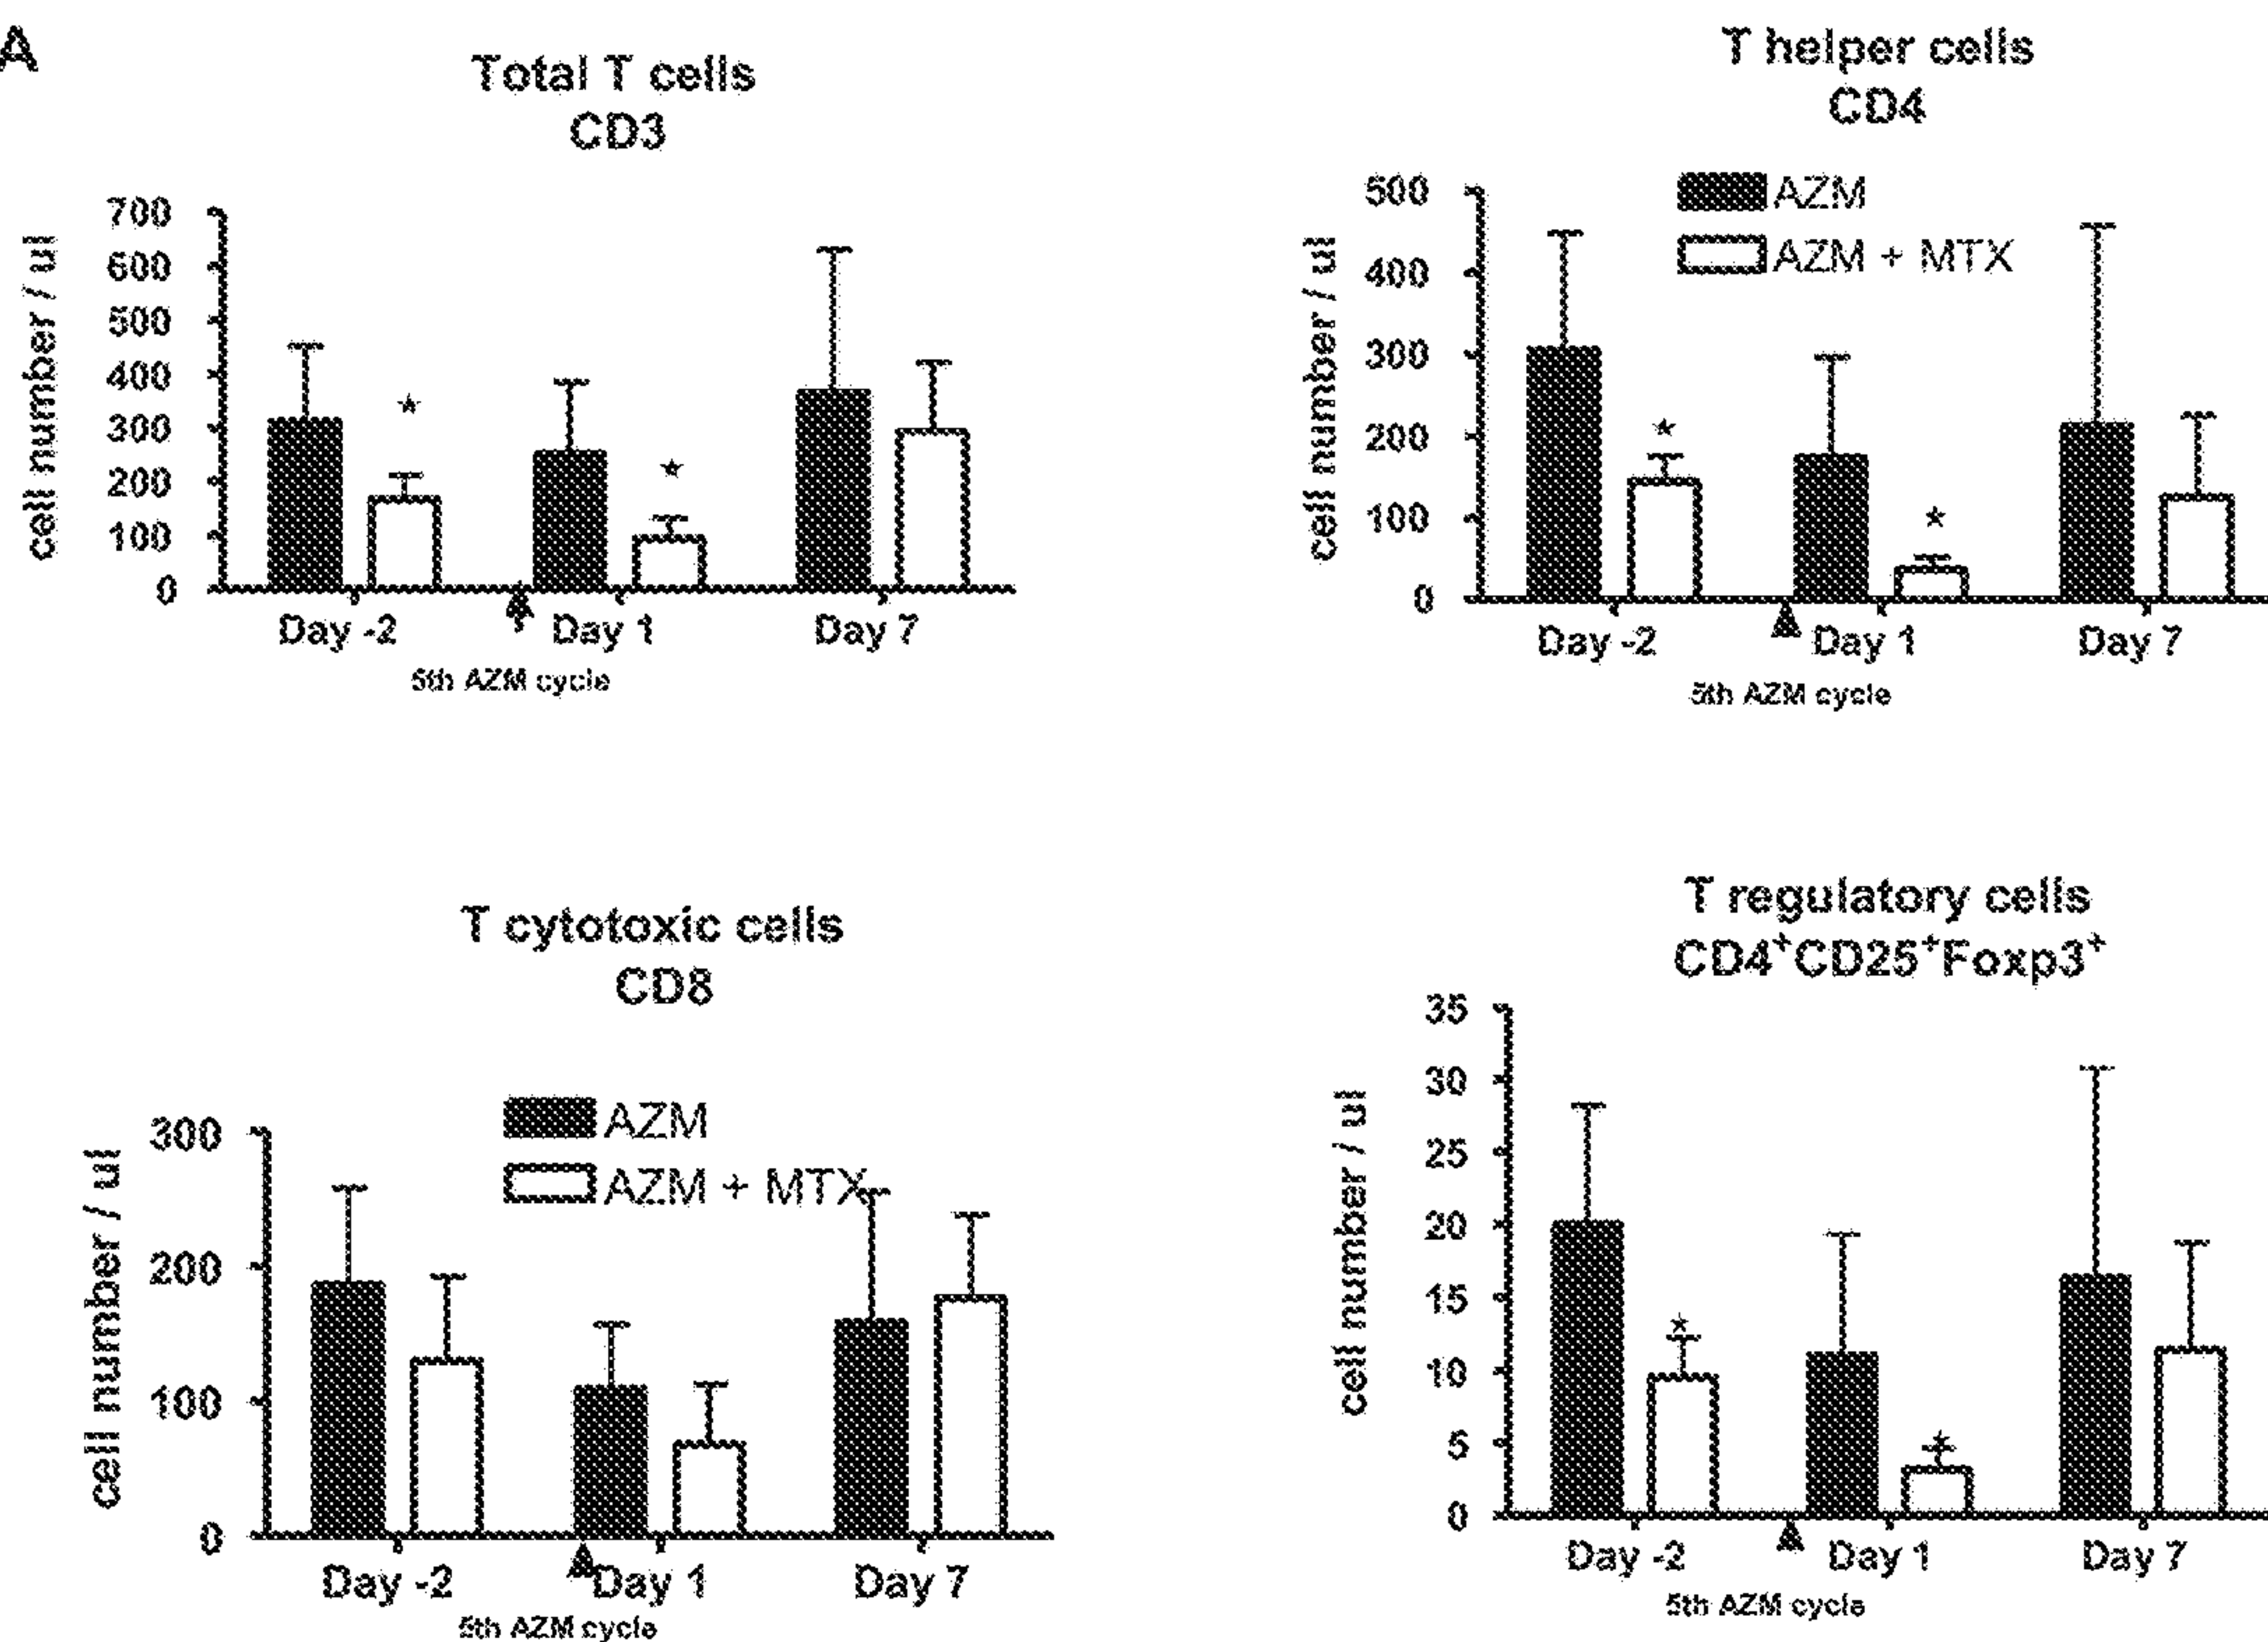 A
Total T cells
CD3
cell number / ul
700
600
500
400
300
200
100
0
Day -2
Day 1
Day 7
5th AZM cycle
T helper cells
CD4
AZM
AZM + MTX
cell number / ul
500
400
300
200
100
0
Day -2
Day 1
Day 7
5th AZM cycle
T cytotoxic cells
CD8
AZM
AZM + MTX
cell number / ul
300
200
100
0
Day -2
Day 1
Day 7
5th AZM cycle
T regulatory cells
CD4⁺CD25⁺Foxp3⁺
cell number / ul
35
30
25
20
15
10
5
0
Day -2
Day 1
Day 7
5th AZM cycle